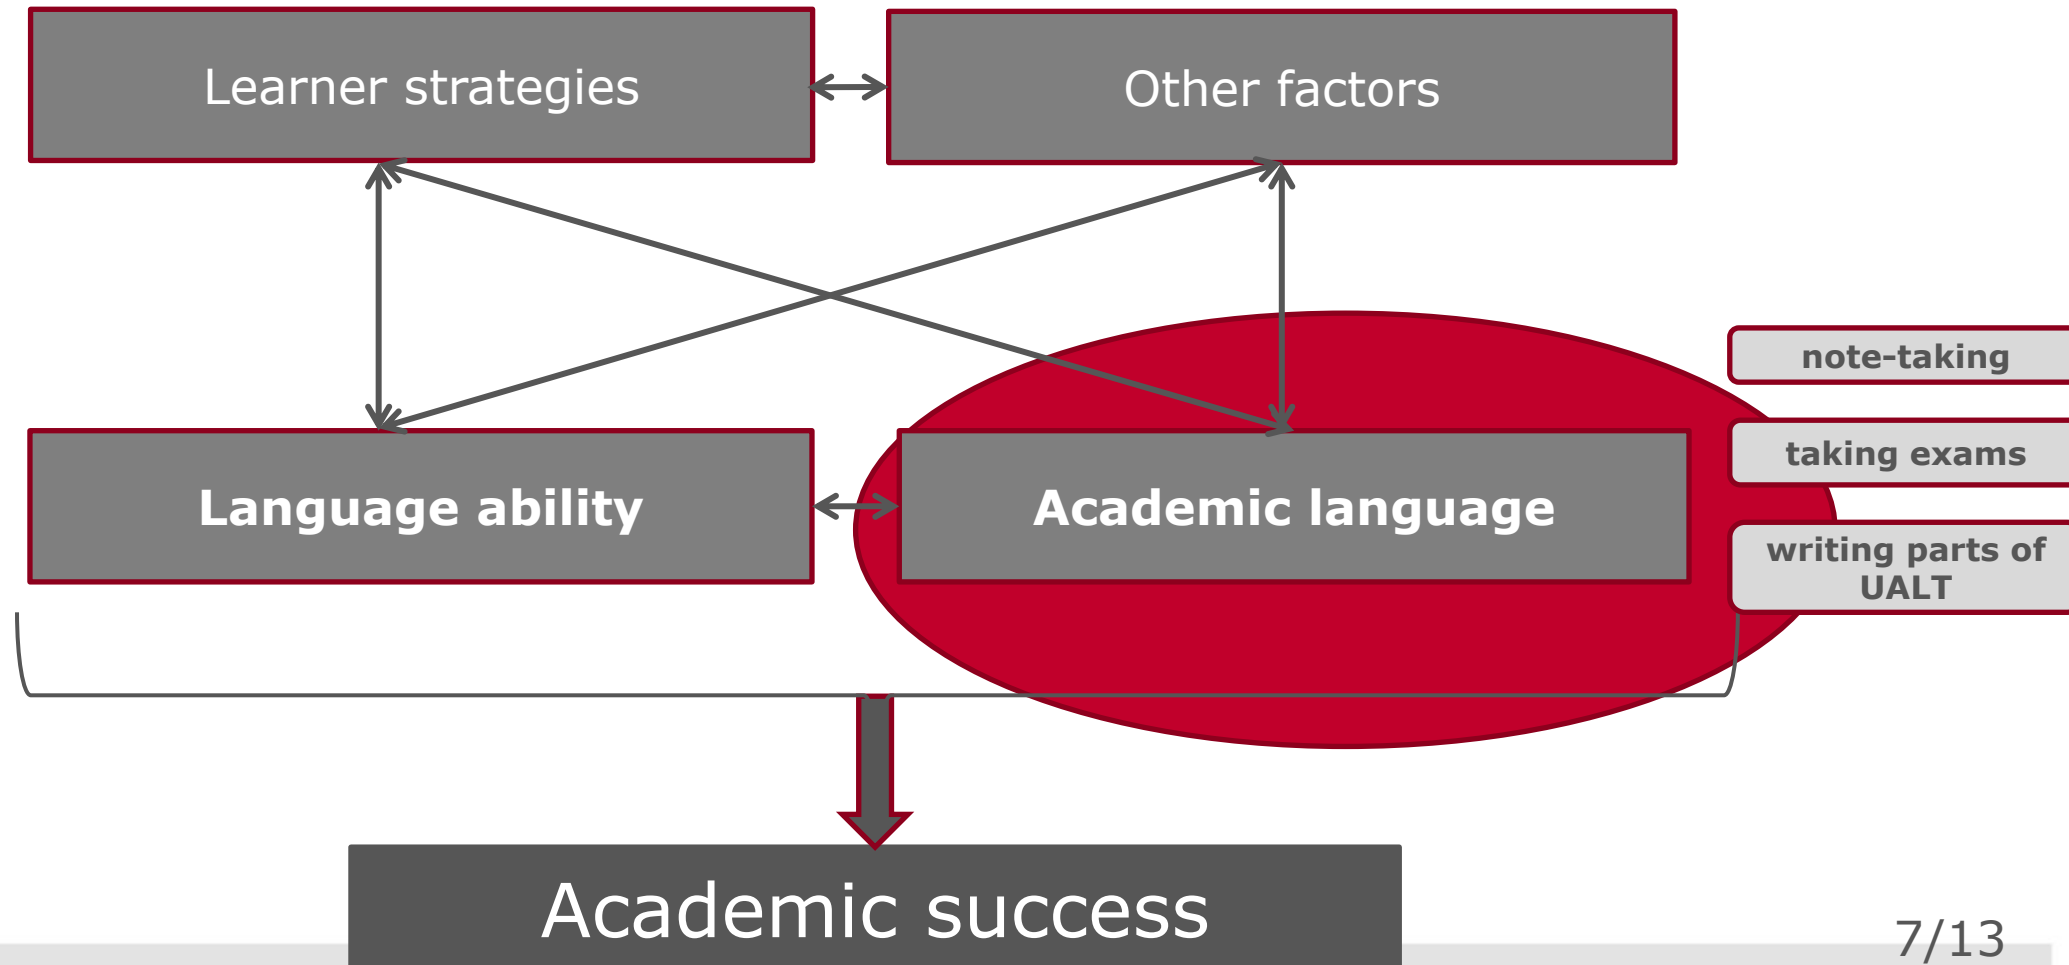 Learner strategies
Other factors
note-taking
taking exams
Language ability
Academic language
writing parts of
UALT
Academic success
7/13